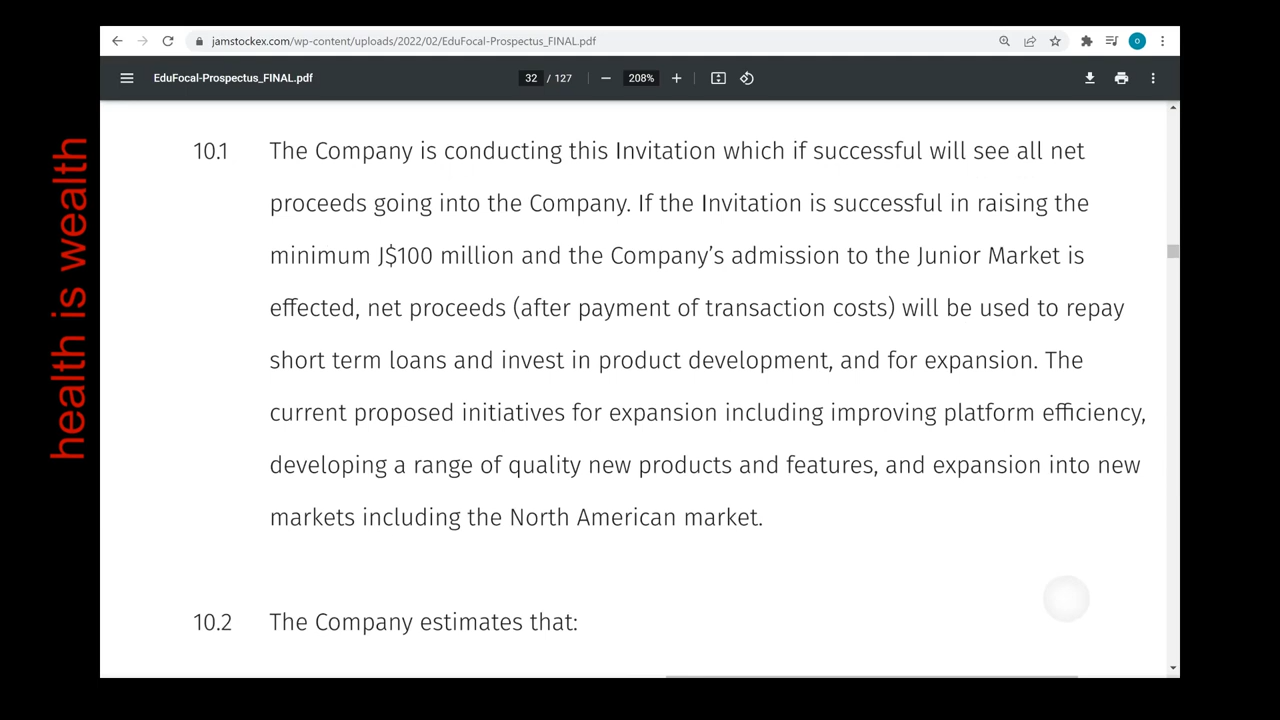 health is wealth
jamstockex.com/wp-content/uploads/2022/02/EduFocal-Prospectus_FINAL.pdf
o
EduFocal-Prospectus_FINAL.pdf
32 / 127
208%
10.1 The Company is conducting this Invitation which if successful will see all net
proceeds going into the Company. If the Invitation is successful in raising the
minimum J$100 million and the Company’s admission to the Junior Market is
effected, net proceeds (after payment of transaction costs) will be used to repay
short term loans and invest in product development, and for expansion. The
current proposed initiatives for expansion including improving platform efficiency,
developing a range of quality new products and features, and expansion into new
markets including the North American market.
10.2 The Company estimates that: